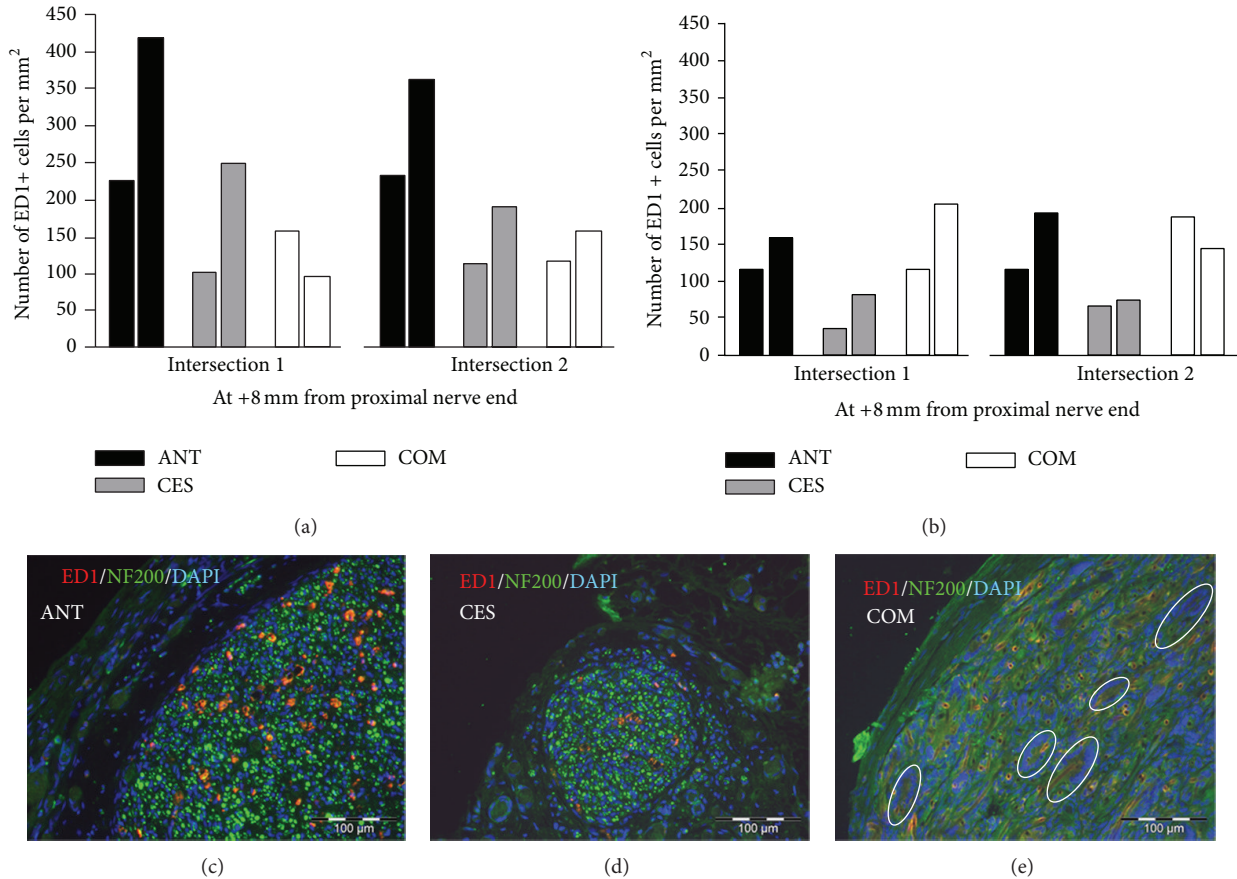 450
400
350
300
250
200
150
100
50
0
Number of ED1+ cells per mm²
Intersection 1 Intersection 2
At +8 mm from proximal nerve end
ANT COM
CES
(a)
450
400
350
300
250
200
150
100
50
0
Number of ED1 + cells per mm²
Intersection 1 Intersection 2
At +8 mm from proximal nerve end
ANT COM
CES
(b)
ED1/NF200/DAPI
ANT
100 µm
(c)
ED1/NF200/DAPI
CES
100 µm
(d)
ED1/NF200/DAPI
COM
100 µm
(e)